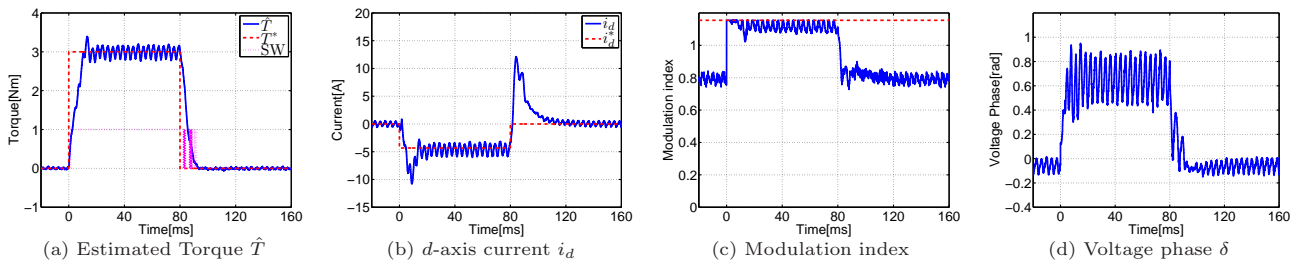 4
3
2
1
0
−1
0 40 80 120 160
Time[ms]
Torque[Nm]
T̂
T*
SW
(a) Estimated Torque T̂
15
10
5
0
−5
−10
−15
0 40 80 120 160
Time[ms]
Current[A]
i_d
i_d^*
(b) d-axis current i_d
1.2
1
0.8
0.6
0.4
0.2
0
0 40 80 120 160
Time[ms]
Modulation index
(c) Modulation index
1
0.8
0.6
0.4
0.2
0
−0.2
−0.4
0 40 80 120 160
Time[ms]
Voltage Phase[rad]
(d) Voltage phase δ